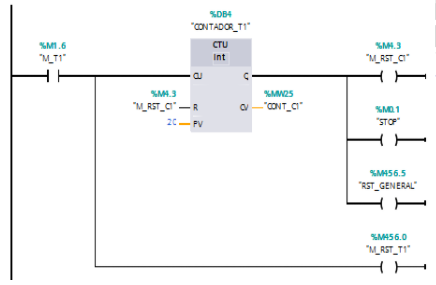 %DB4
"CONTADOR_T1"
%M1.6
"M_T1"
CTU
Int
CU
Q
%M4.3
"M_RST_C1"
%M4.3
"M_RST_C1"
R
CV
%MW25
"CONT_C1"
PV
%M0.1
"STOP"
%M456.5
"RST_GENERAL"
%M456.0
"M_RST_T1"